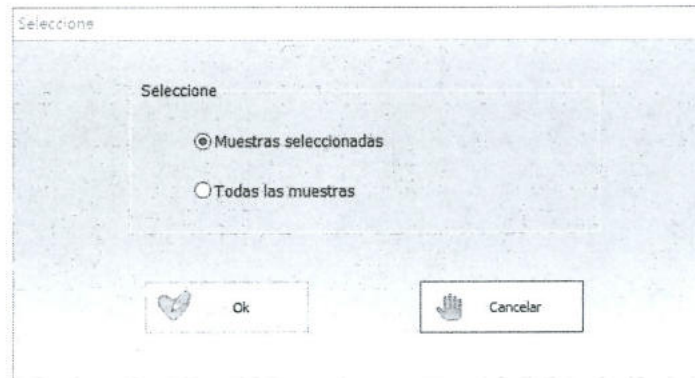 Seleccione
Seleccione
Muestras seleccionadas
Todas las muestras
Ok
Cancelar